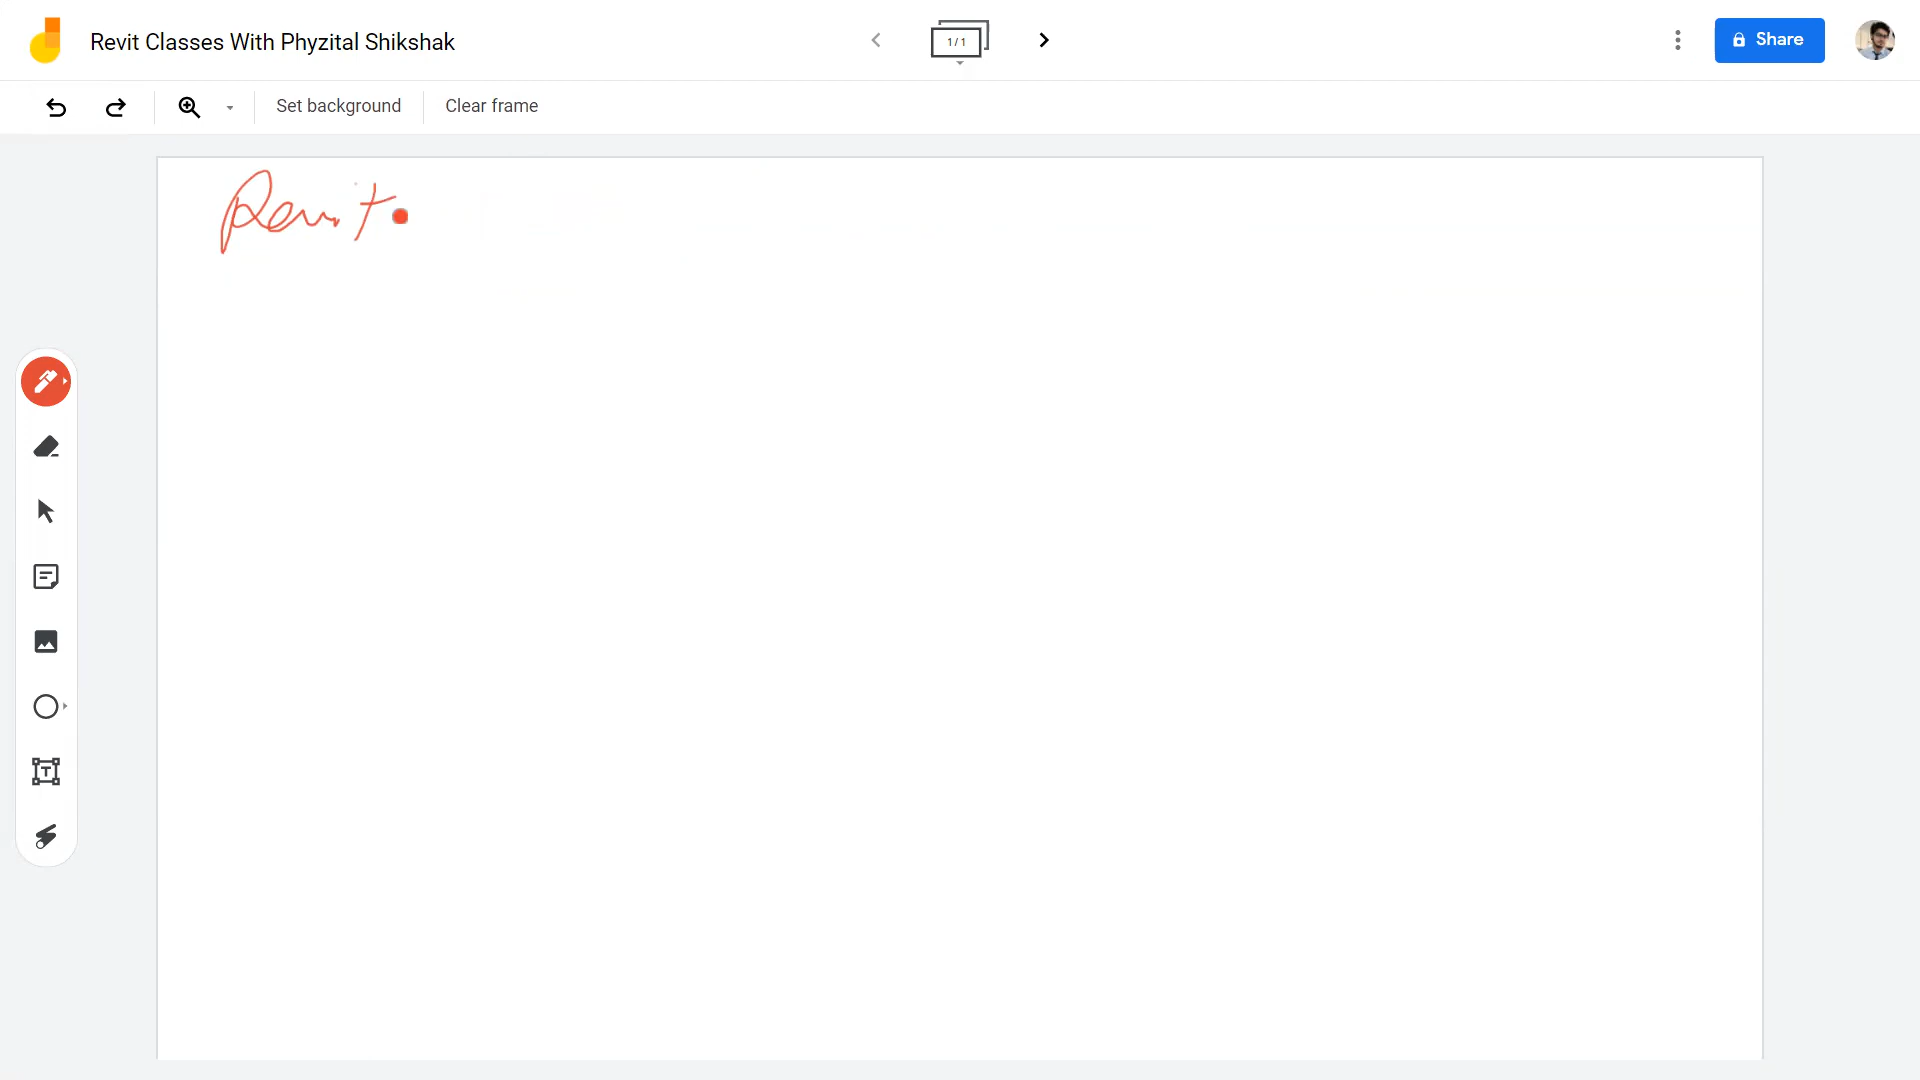 Revit Classes With Phyzital Shikshak
1/1
Share
Set background
Clear frame
Revit